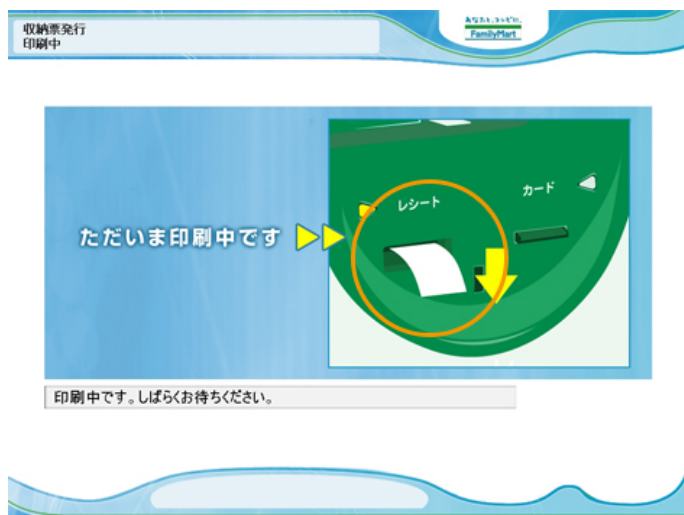 収納票発行
印刷中
あなたと、コンビに、
FamilyMart
ただいま印刷中です
レシート
カード
印刷中です。しばらくお待ちください。